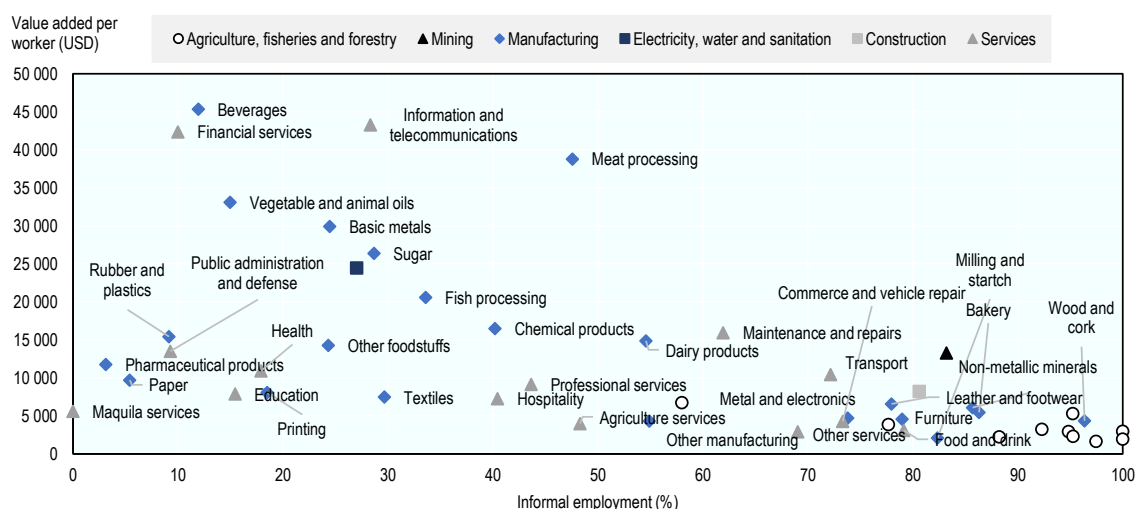 Value added per
worker (USD)
Agriculture, fisheries and forestry
Mining
Manufacturing
Electricity, water and sanitation
Construction
Services
50 000
45 000
40 000
35 000
30 000
25 000
20 000
15 000
10 000
5 000
0
Beverages
Financial services
Information and
telecommunications
Meat processing
Vegetable and animal oils
Basic metals
Sugar
Public administration
and defense
Rubber and
plastics
Fish processing
Milling and
startch
Commerce and vehicle repair
Bakery
Wood and
cork
Health
Chemical products
Maintenance and repairs
Other foodstuffs
Dairy products
Pharmaceutical products
Transport
Non-metallic minerals
Paper
Professional services
Education
Textiles
Hospitality
Metal and electronics
Leather and footwear
Maquila services
Agriculture services
Furniture
Printing
Other manufacturing
Other services
Food and drink
0
10
20
30
40
50
60
70
80
90
100
Informal employment (%)